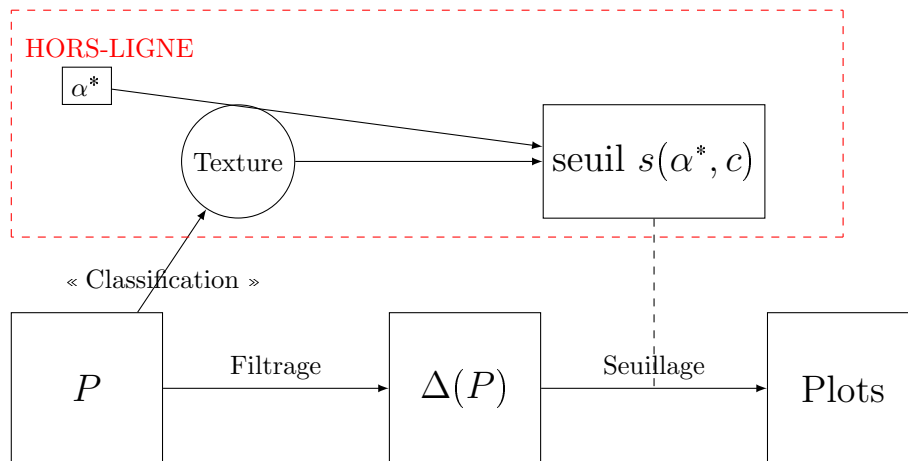 HORS-LIGNE
α*
Texture
seuil s(α*, c)
« Classification »
Filtrage
Seuillage
P
Δ(P)
Plots